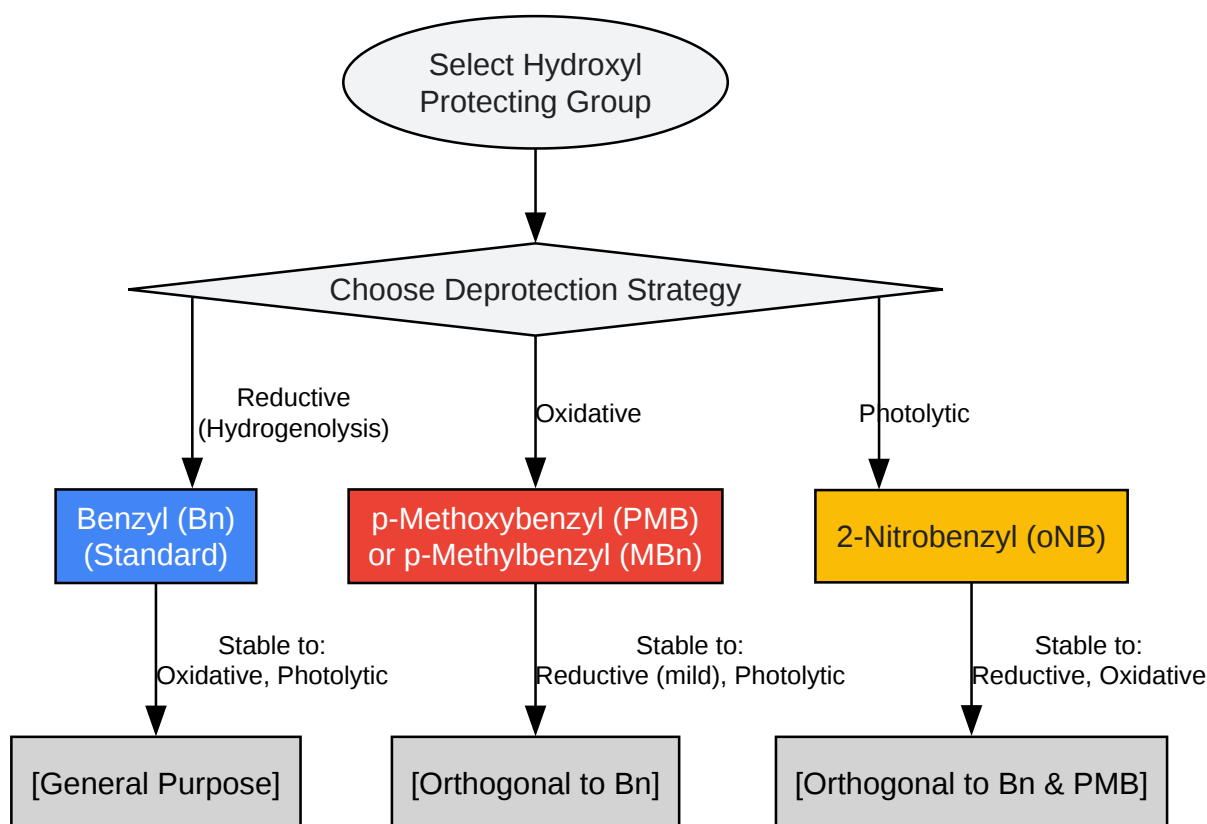 Select Hydroxyl
Protecting Group
Choose Deprotection Strategy
Reductive
(Hydrogenolysis)
Oxidative
Photolytic
Benzyl (Bn)
(Standard)
p-Methoxybenzyl (PMB)
or p-Methylbenzyl (MBn)
2-Nitrobenzyl (oNB)
Stable to:
Oxidative, Photolytic
Stable to:
Reductive (mild), Photolytic
Stable to:
Reductive, Oxidative
[General Purpose]
[Orthogonal to Bn]
[Orthogonal to Bn & PMB]